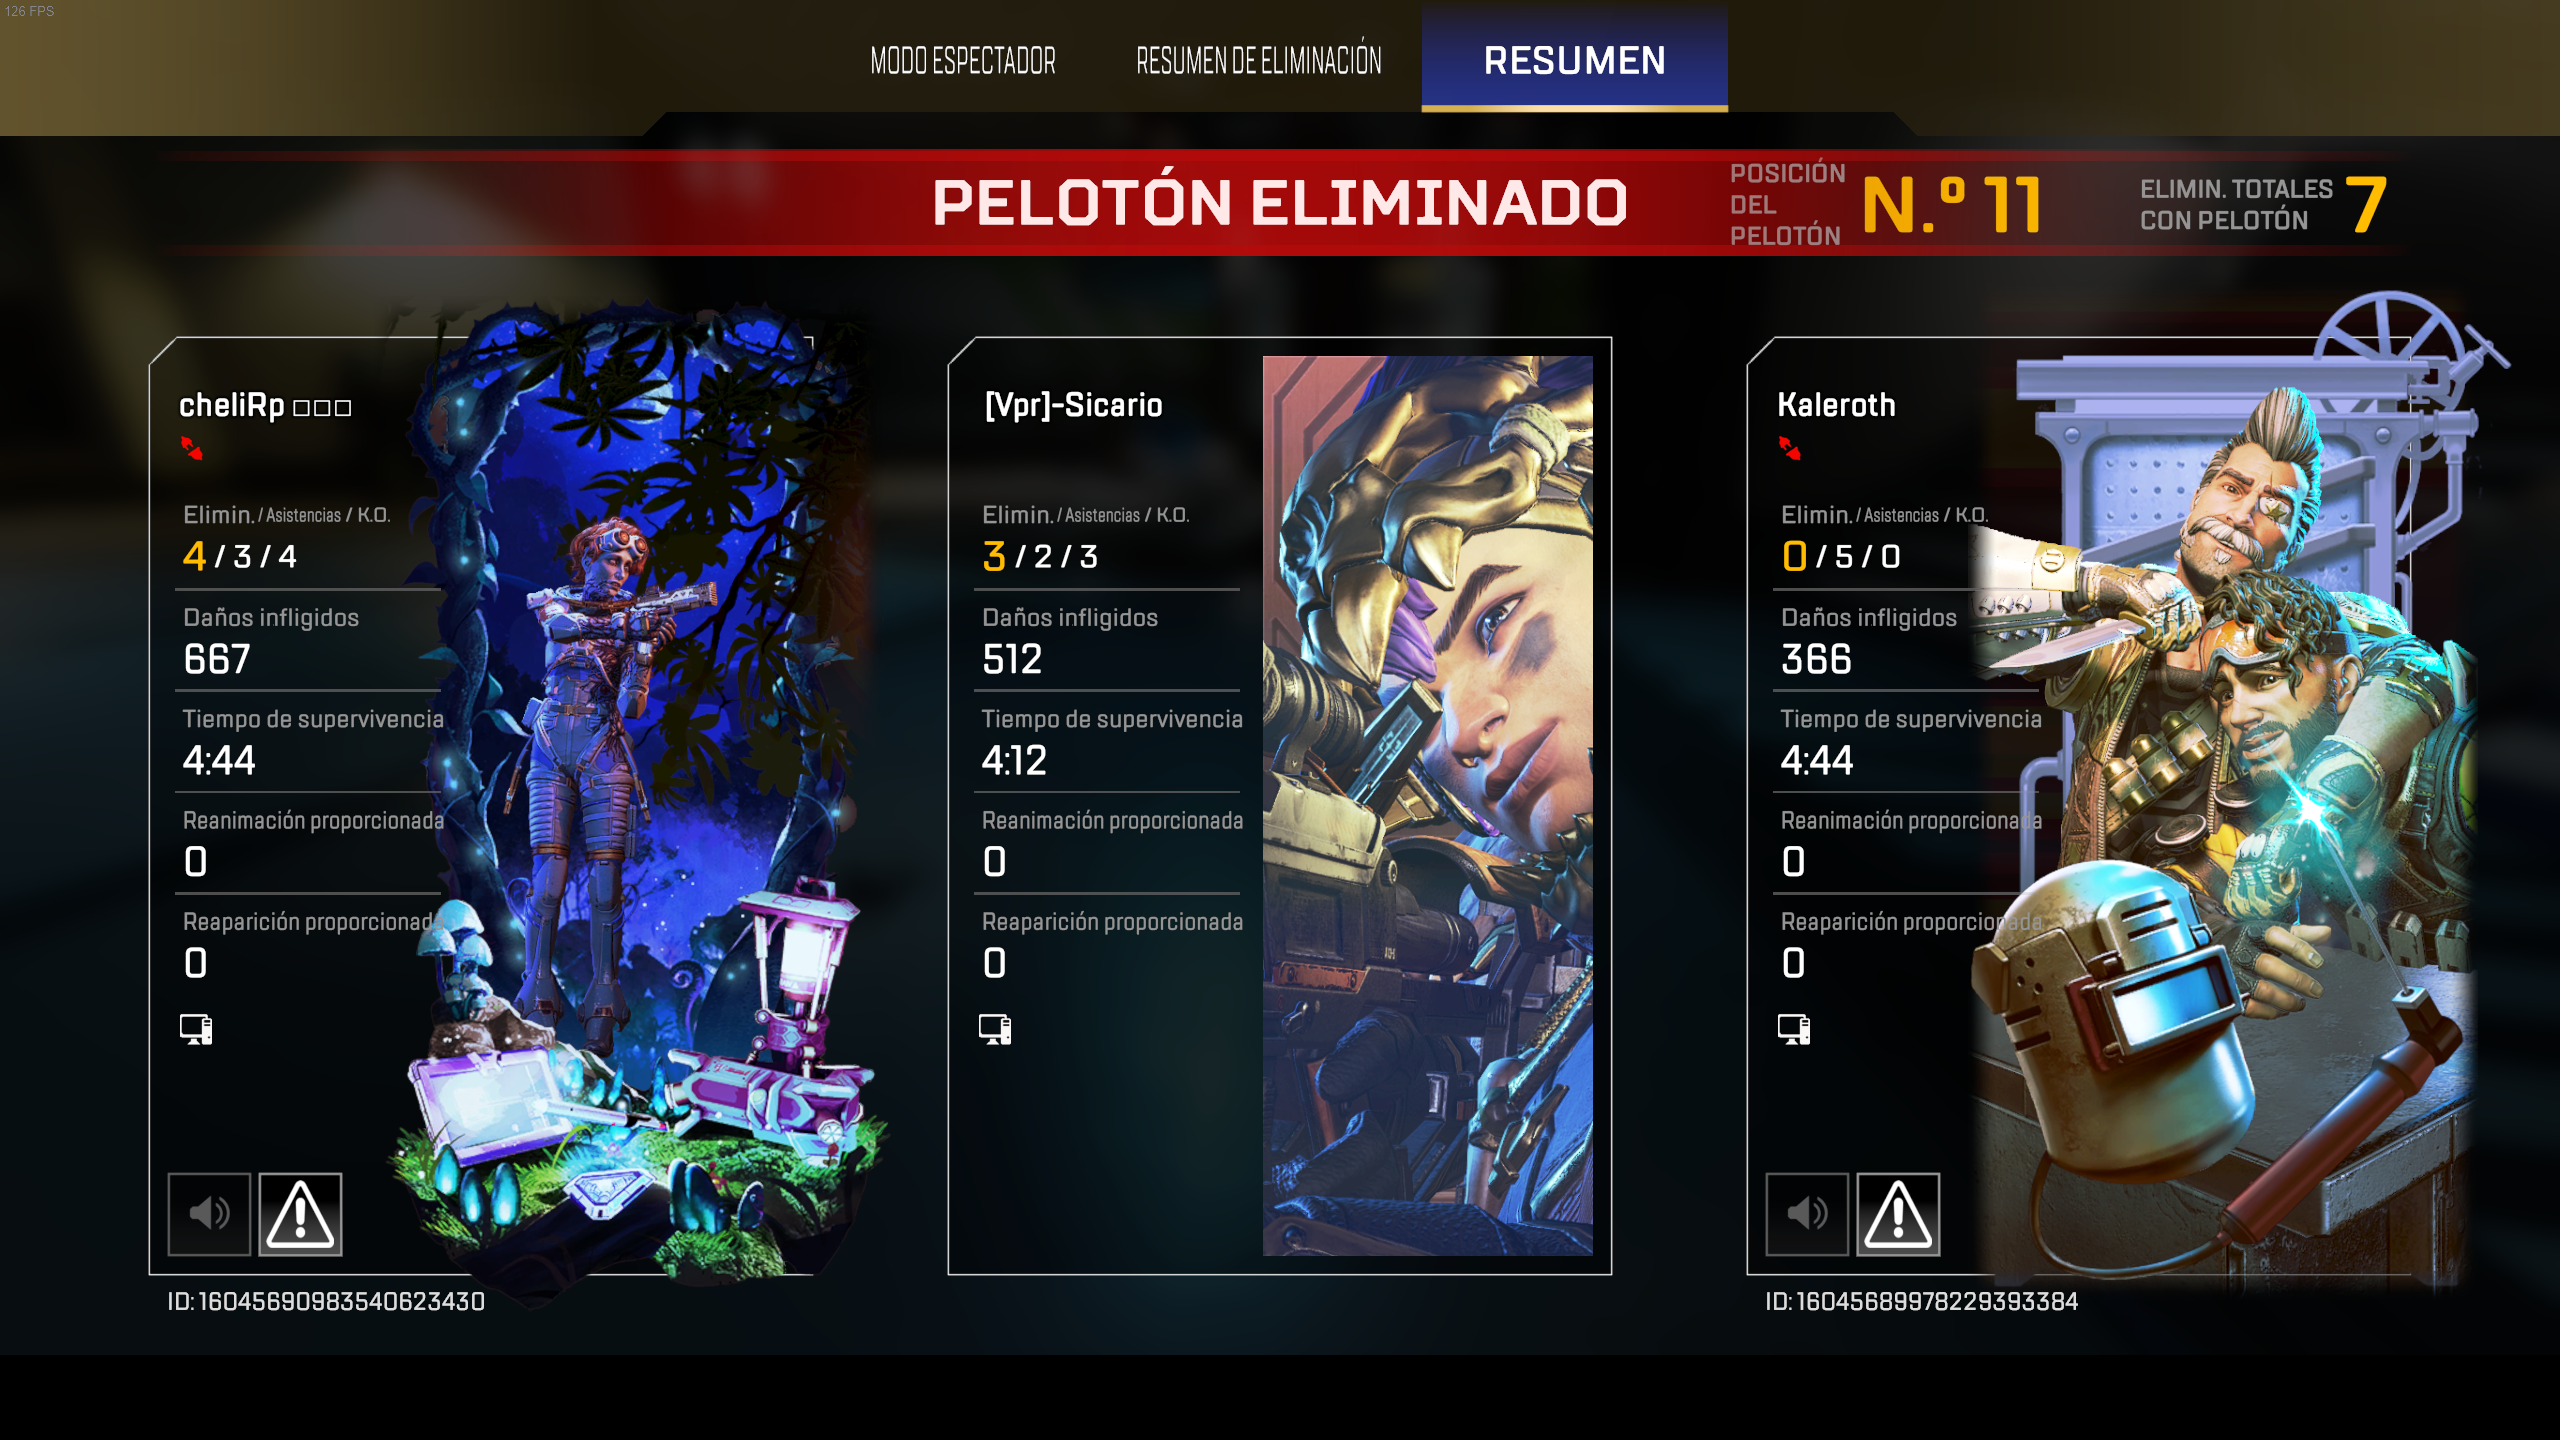 126 FPS
MODO ESPECTADOR
RESUMEN DE ELIMINACIÓN
RESUMEN
PELOTÓN ELIMINADO
POSICIÓN
DEL
PELOTÓN
N.º 11
ELIMIN. TOTALES
CON PELOTÓN
7
cheliRp □□□
Elimin. / Asistencias / K.O.
4 / 3 / 4
Daños infligidos
667
Tiempo de supervivencia
4:44
Reanimación proporcionada
0
Reaparición proporcionada
0
ID: 16045690983540623430
[Vpr]-Sicario
Elimin. / Asistencias / K.O.
3 / 2 / 3
Daños infligidos
512
Tiempo de supervivencia
4:12
Reanimación proporcionada
0
Reaparición proporcionada
0
Kaleroth
Elimin. / Asistencias / K.O.
0 / 5 / 0
Daños infligidos
366
Tiempo de supervivencia
4:44
Reanimación proporcionada
0
Reaparición proporcionada
0
ID: 16045689978229393384